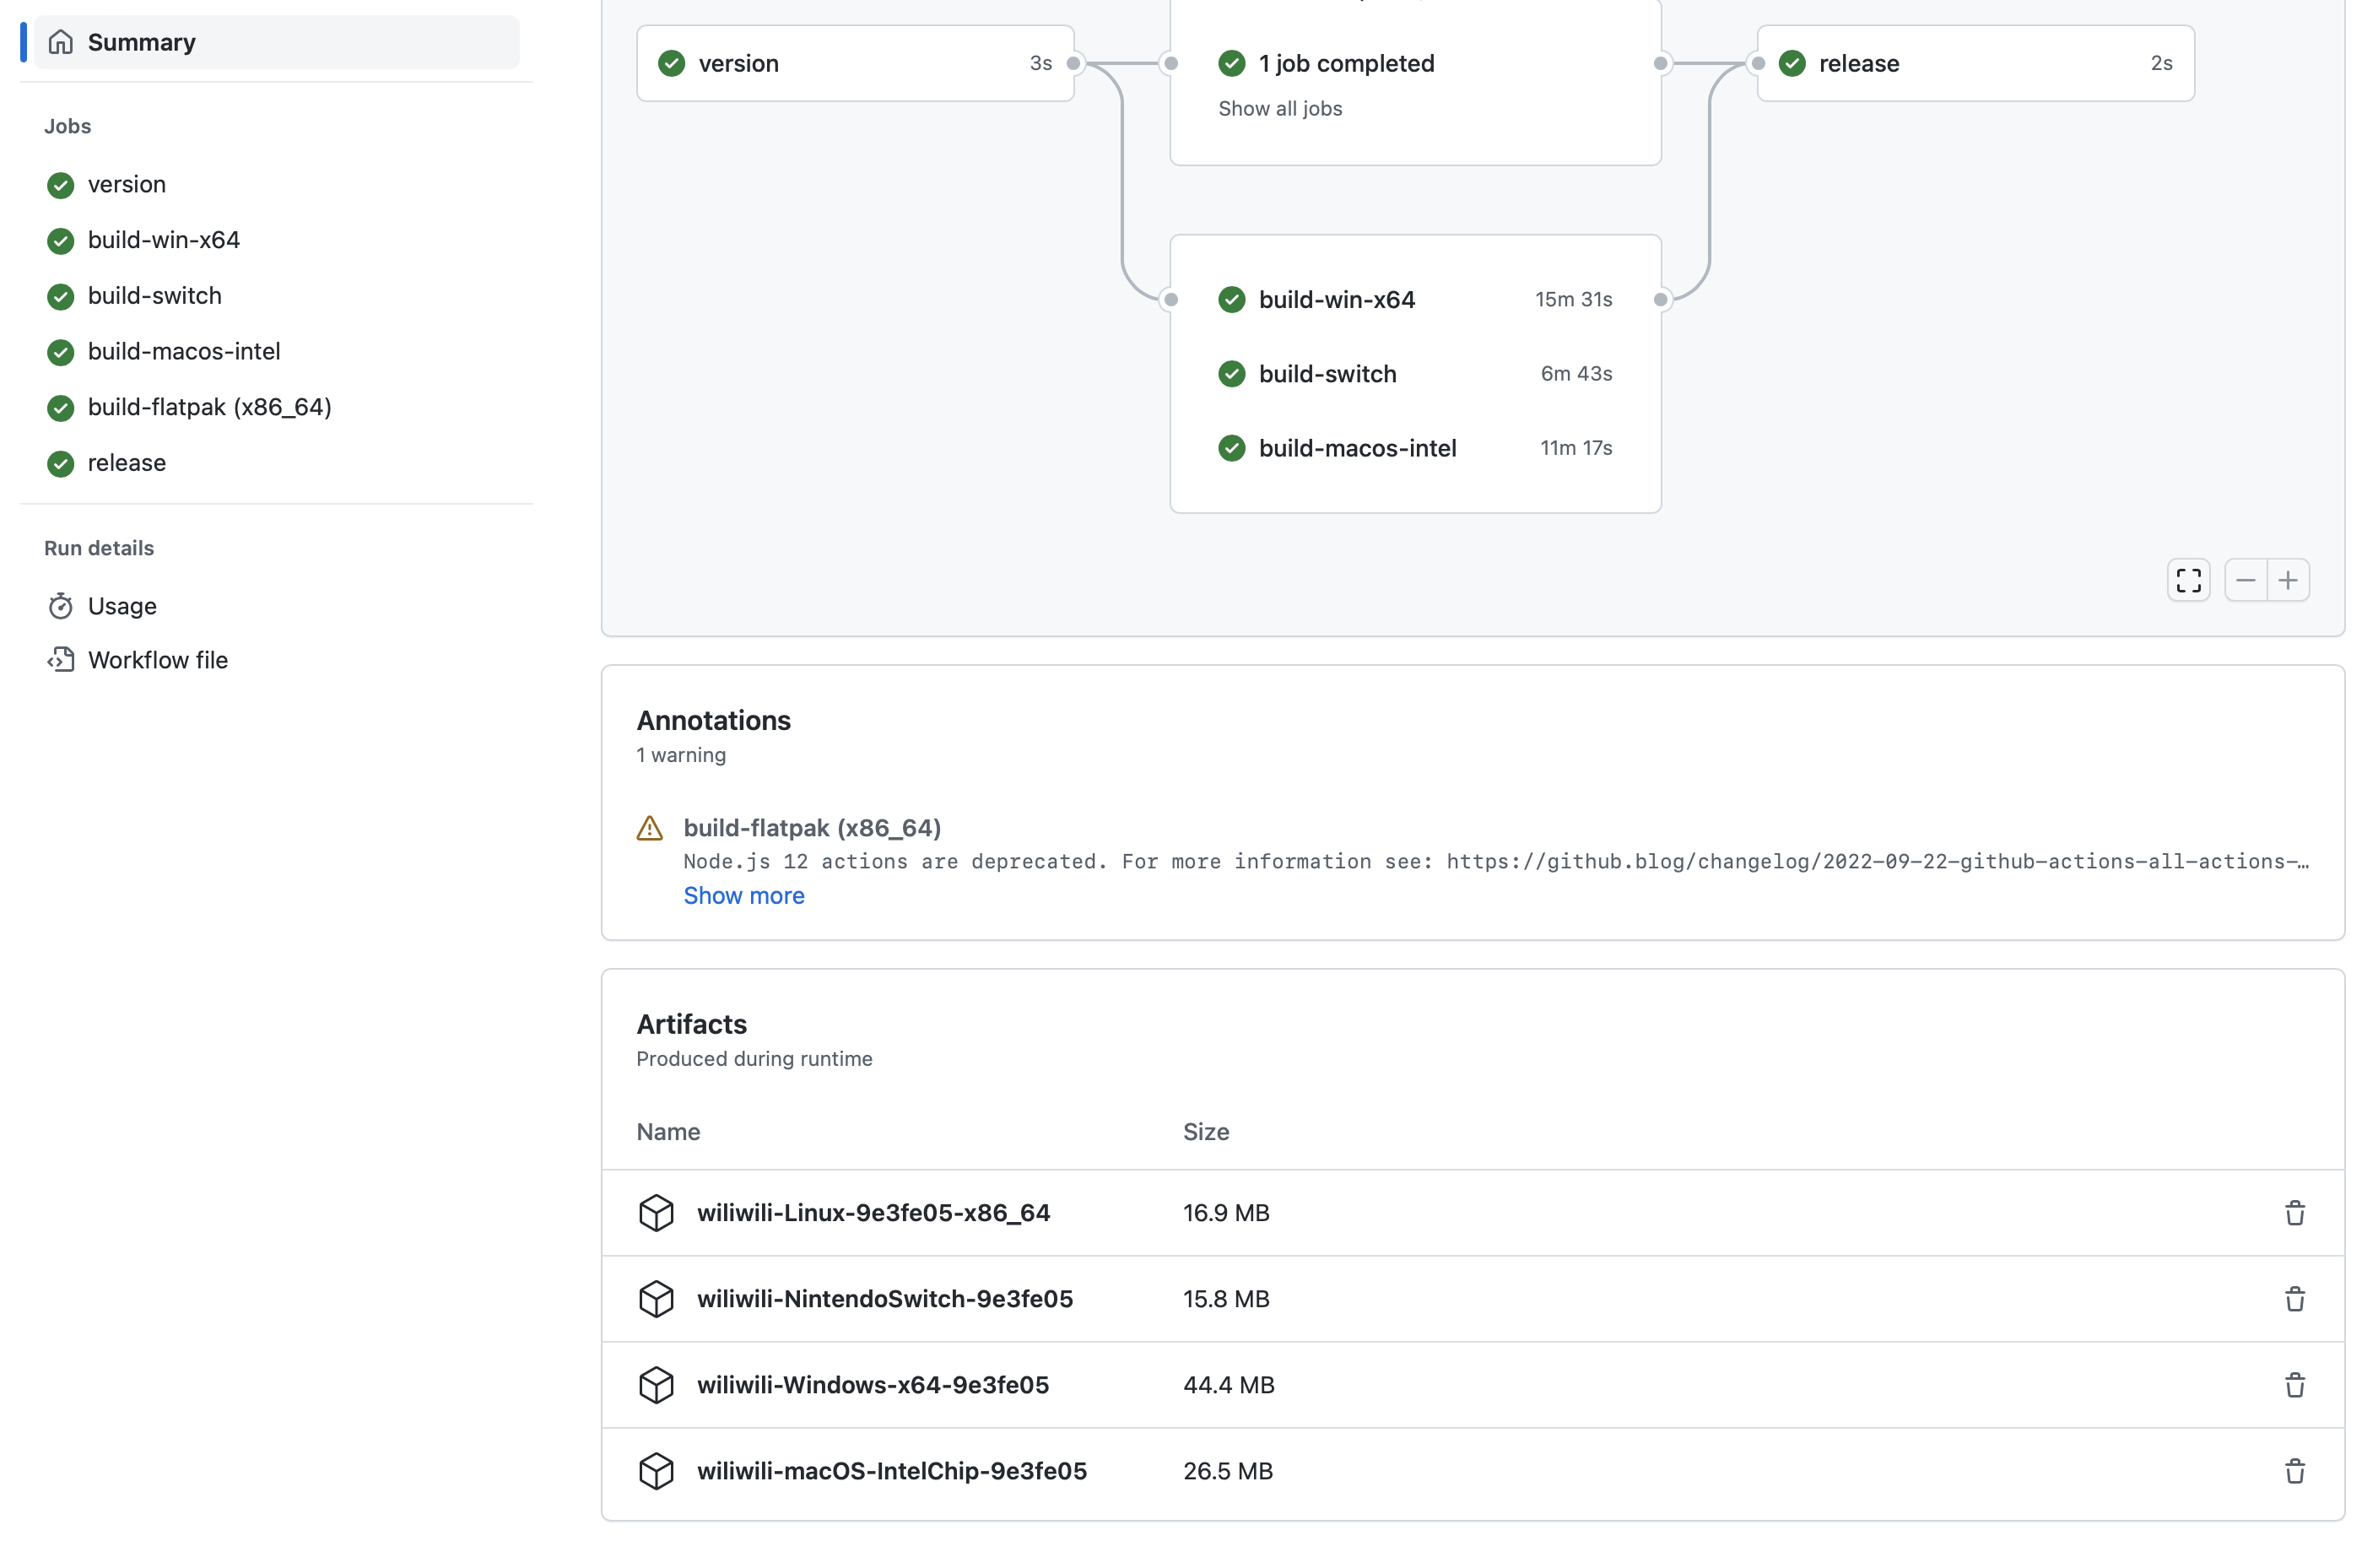 Summary
Jobs
version
build-win-x64
build-switch
build-macos-intel
build-flatpak (x86_64)
release
Run details
Usage
Workflow file
version 3s
1 job completed
Show all jobs
release 2s
build-win-x64 15m 31s
build-switch 6m 43s
build-macos-intel 11m 17s
Annotations
1 warning
build-flatpak (x86_64)
Node.js 12 actions are deprecated. For more information see: https://github.blog/changelog/2022-09-22-github-actions-all-actions-…
Show more
Artifacts
Produced during runtime
Name Size
wiliwili-Linux-9e3fe05-x86_64 16.9 MB
wiliwili-NintendoSwitch-9e3fe05 15.8 MB
wiliwili-Windows-x64-9e3fe05 44.4 MB
wiliwili-macOS-IntelChip-9e3fe05 26.5 MB